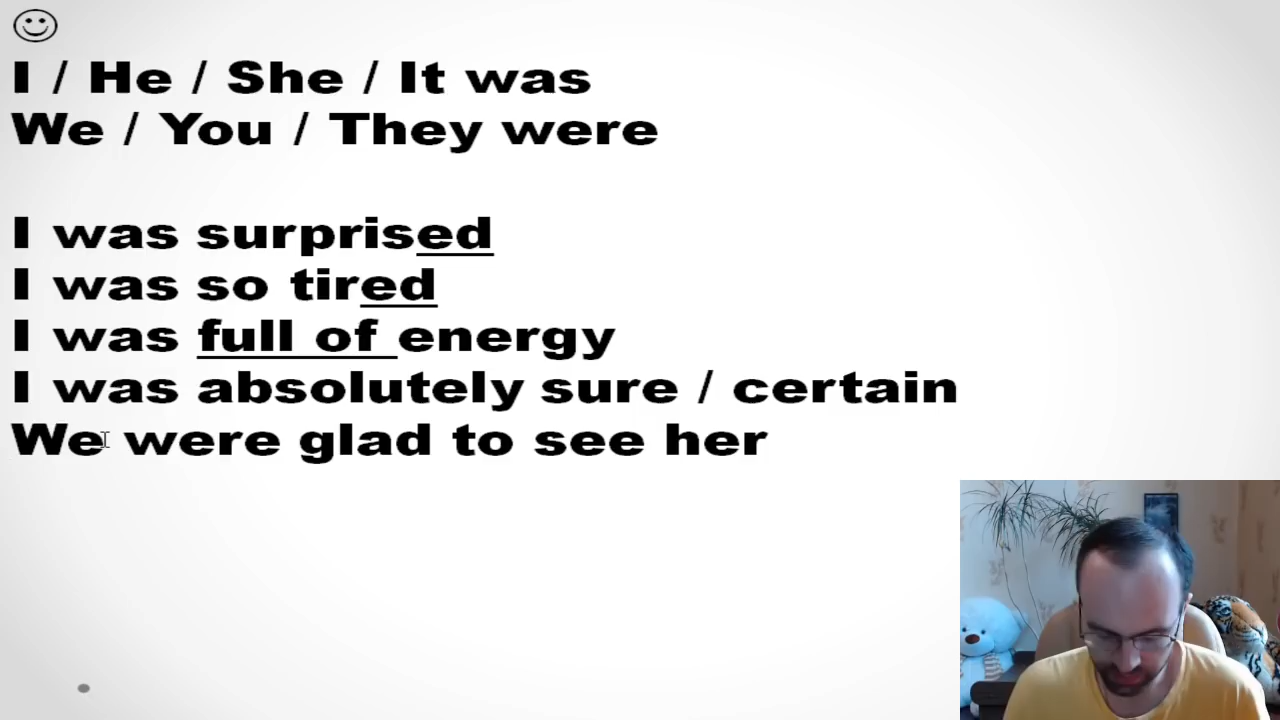 I / He / She / It was
We / You / They were
I was surprised
I was so tired
I was full of energy
I was absolutely sure / certain
We were glad to see her